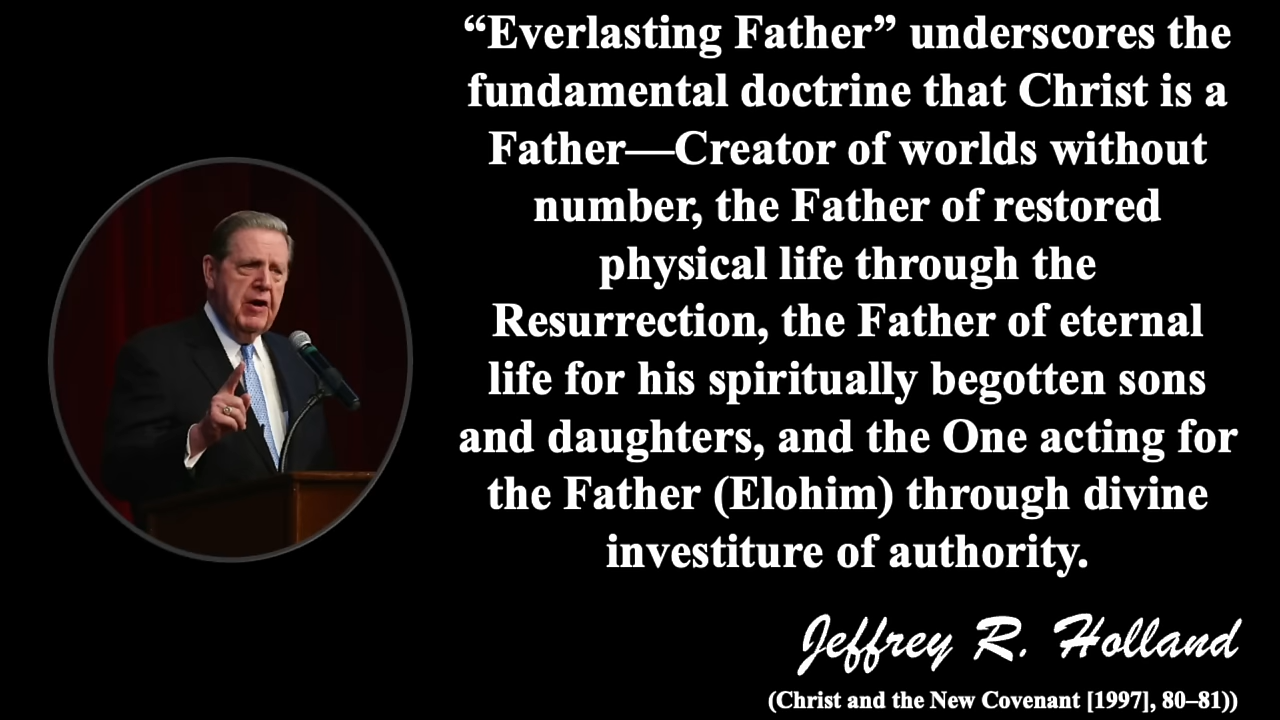 “Everlasting Father” underscores the
fundamental doctrine that Christ is a
Father—Creator of worlds without
number, the Father of restored
physical life through the
Resurrection, the Father of eternal
life for his spiritually begotten sons
and daughters, and the One acting for
the Father (Elohim) through divine
investiture of authority.
Jeffrey R. Holland
(Christ and the New Covenant [1997], 80–81))